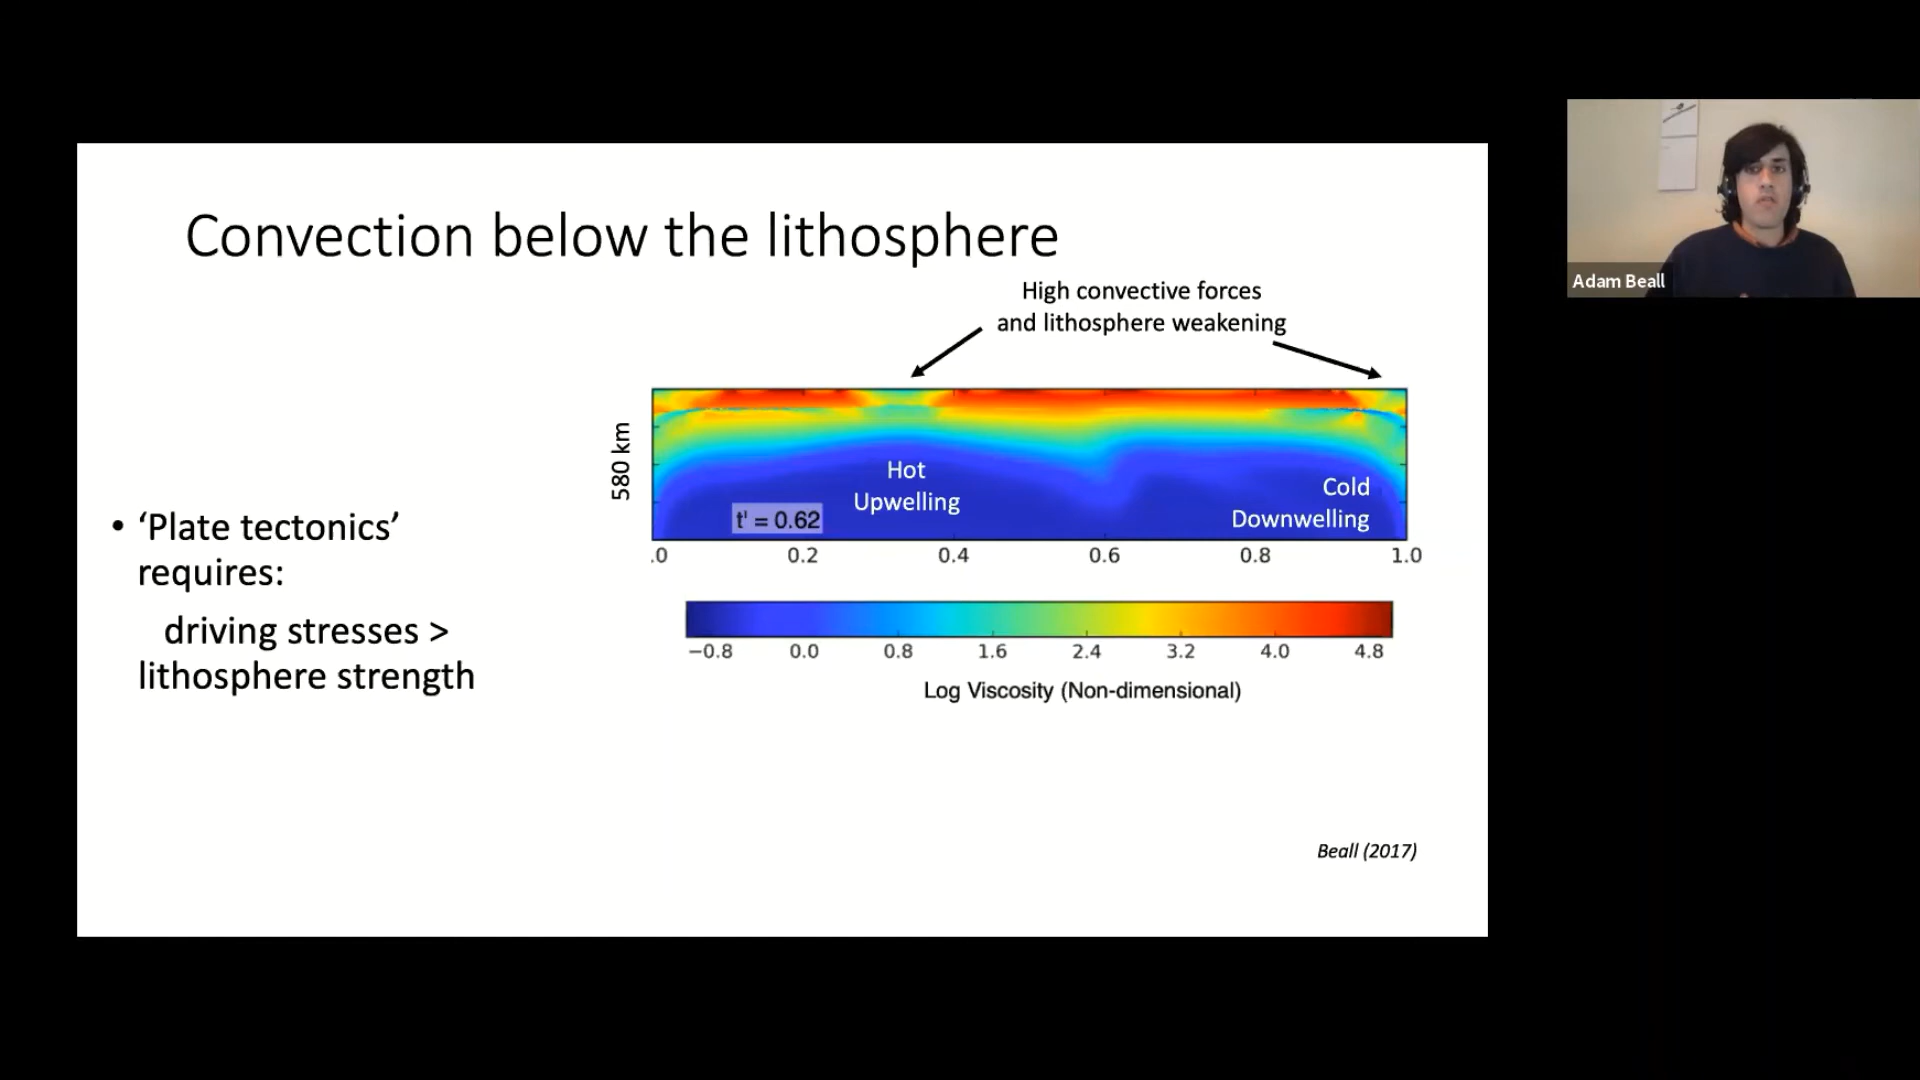 Convection below the lithosphere
High convective forces
and lithosphere weakening
580 km
Hot
Upwelling
Cold
Downwelling
t' = 0.62
.0 0.2 0.4 0.6 0.8 1.0
−0.8 0.0 0.8 1.6 2.4 3.2 4.0 4.8
Log Viscosity (Non-dimensional)
• ‘Plate tectonics’
requires:
driving stresses >
lithosphere strength
Beall (2017)
Adam Beall